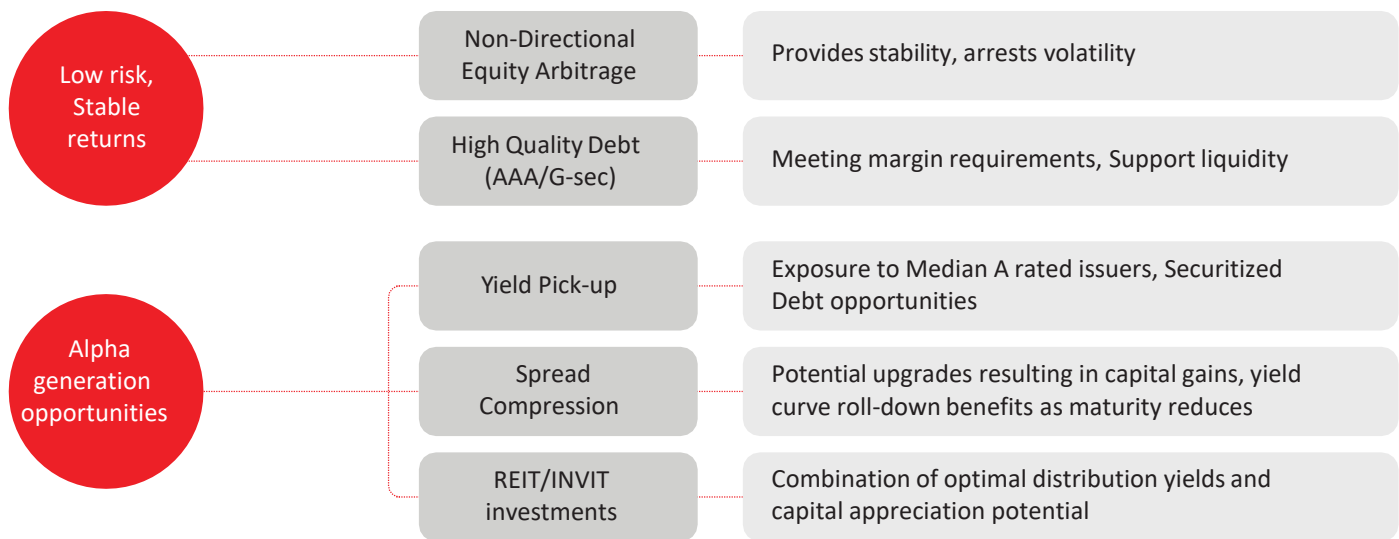 Low risk,
Stable
returns
Non-Directional
Equity Arbitrage
Provides stability, arrests volatility
High Quality Debt
(AAA/G-sec)
Meeting margin requirements, Support liquidity
Alpha
generation
opportunities
Yield Pick-up
Exposure to Median A rated issuers, Securitized
Debt opportunities
Spread
Compression
Potential upgrades resulting in capital gains, yield
curve roll-down benefits as maturity reduces
REIT/INVIT
investments
Combination of optimal distribution yields and
capital appreciation potential